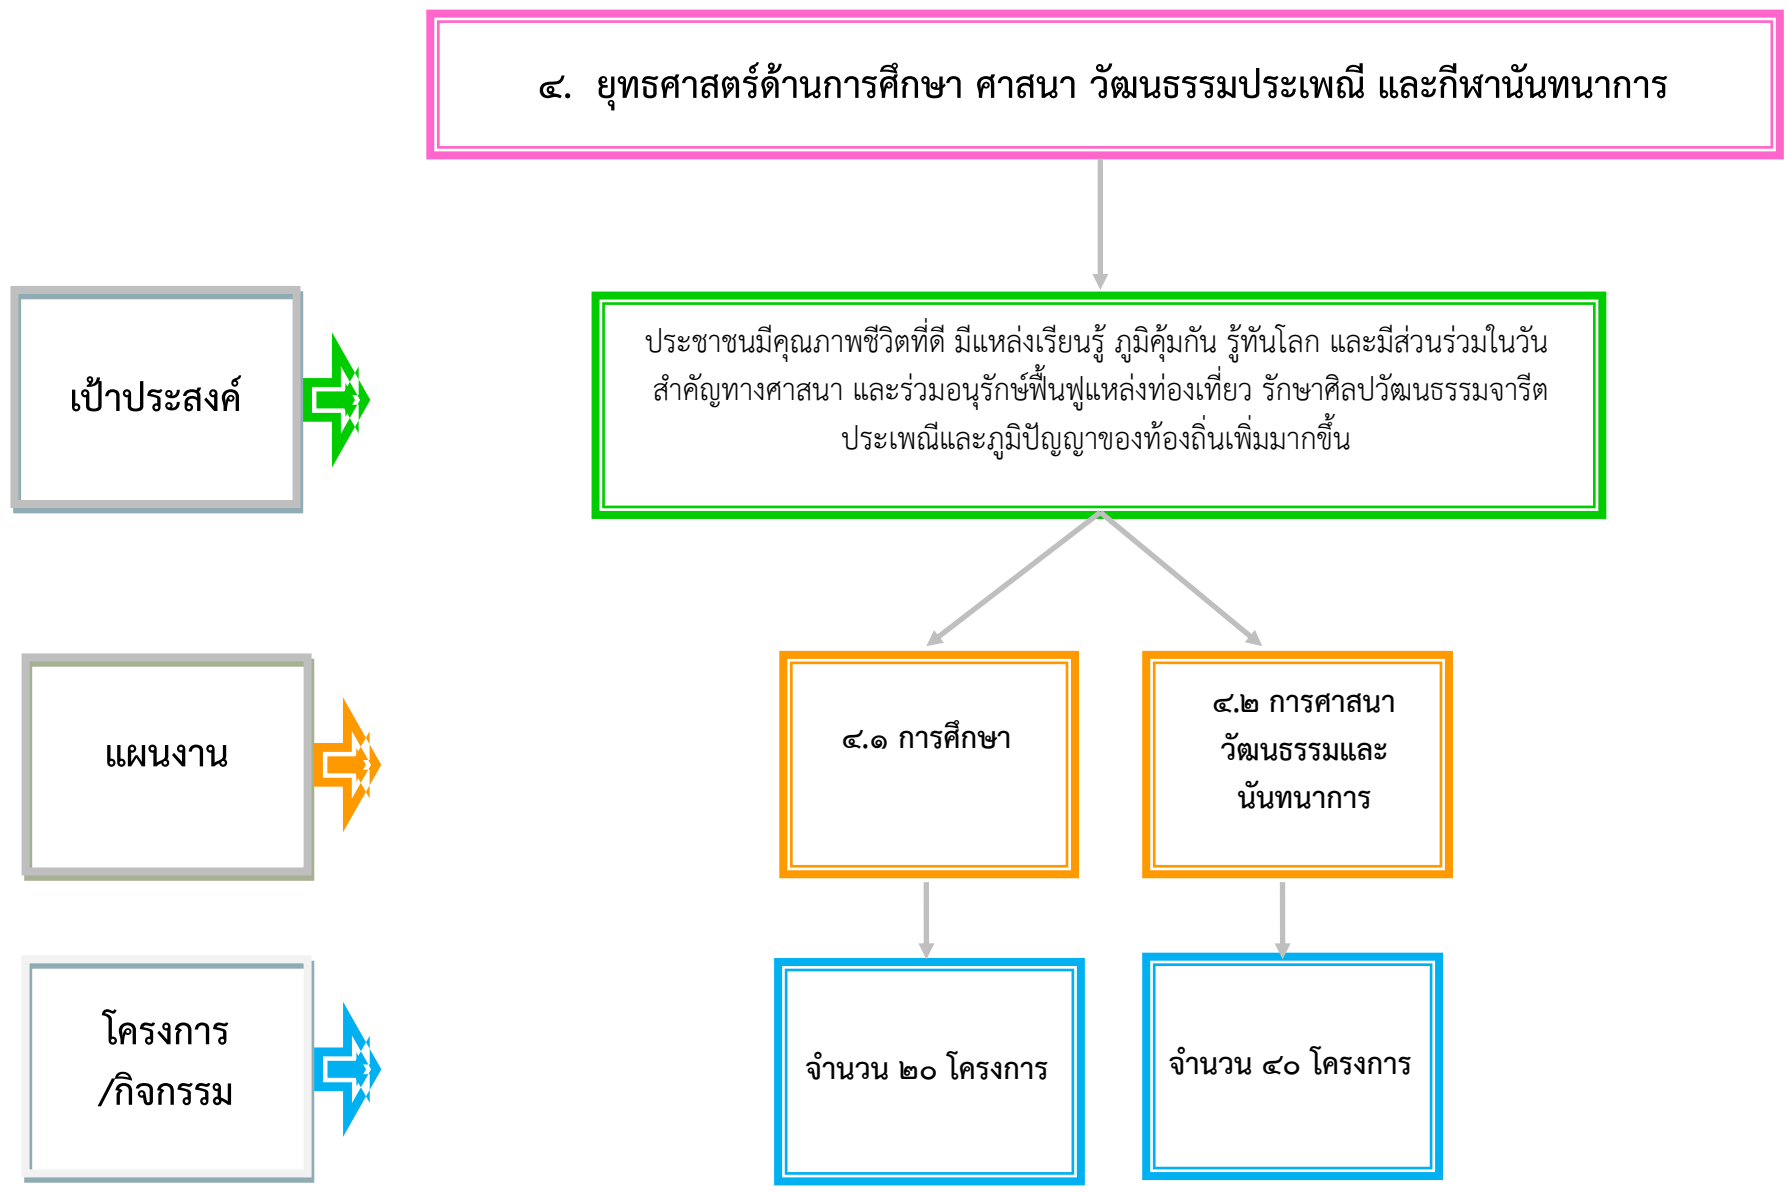 ๔. ยุทธศาสตร์ด้านการศึกษา ศาสนา วัฒนธรรมประเพณี และกีฬานันทนาการ
เป้าประสงค์
ประชาชนมีคุณภาพชีวิตที่ดี มีแหล่งเรียนรู้ ภูมิคุ้มกัน รู้ทันโลก และมีส่วนร่วมในวัน
สำคัญทางศาสนา และร่วมอนุรักษ์ฟื้นฟูแหล่งท่องเที่ยว รักษาศิลปวัฒนธรรมจารีต
ประเพณีและภูมิปัญญาของท้องถิ่นเพิ่มมากขึ้น
แผนงาน
๔.๑ การศึกษา
๔.๒ การศาสนา
วัฒนธรรมและ
นันทนาการ
โครงการ
/กิจกรรม
จำนวน ๒๐ โครงการ
จำนวน ๔๐ โครงการ